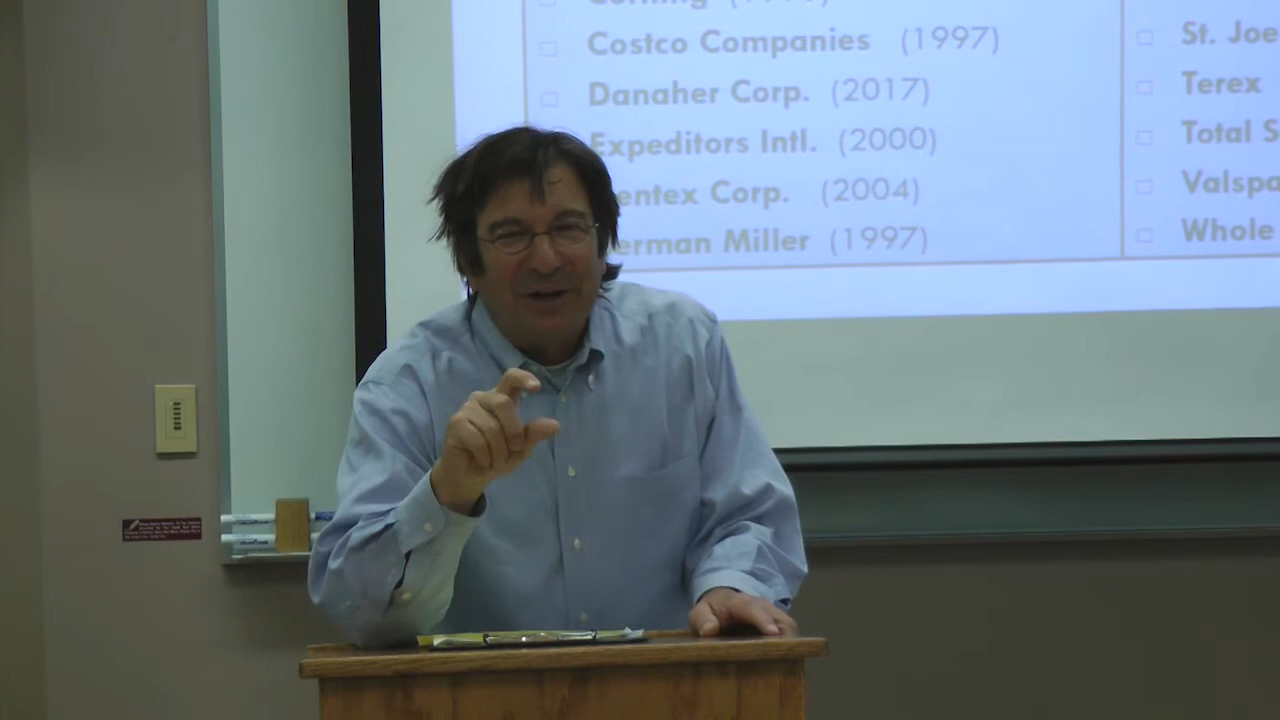 Costco Companies (1997)
Danaher Corp. (2017)
Expeditors Intl. (2000)
entex Corp. (2004)
erman Miller (1997)
St. Joe
Terex
Total S
Valspa
Whole